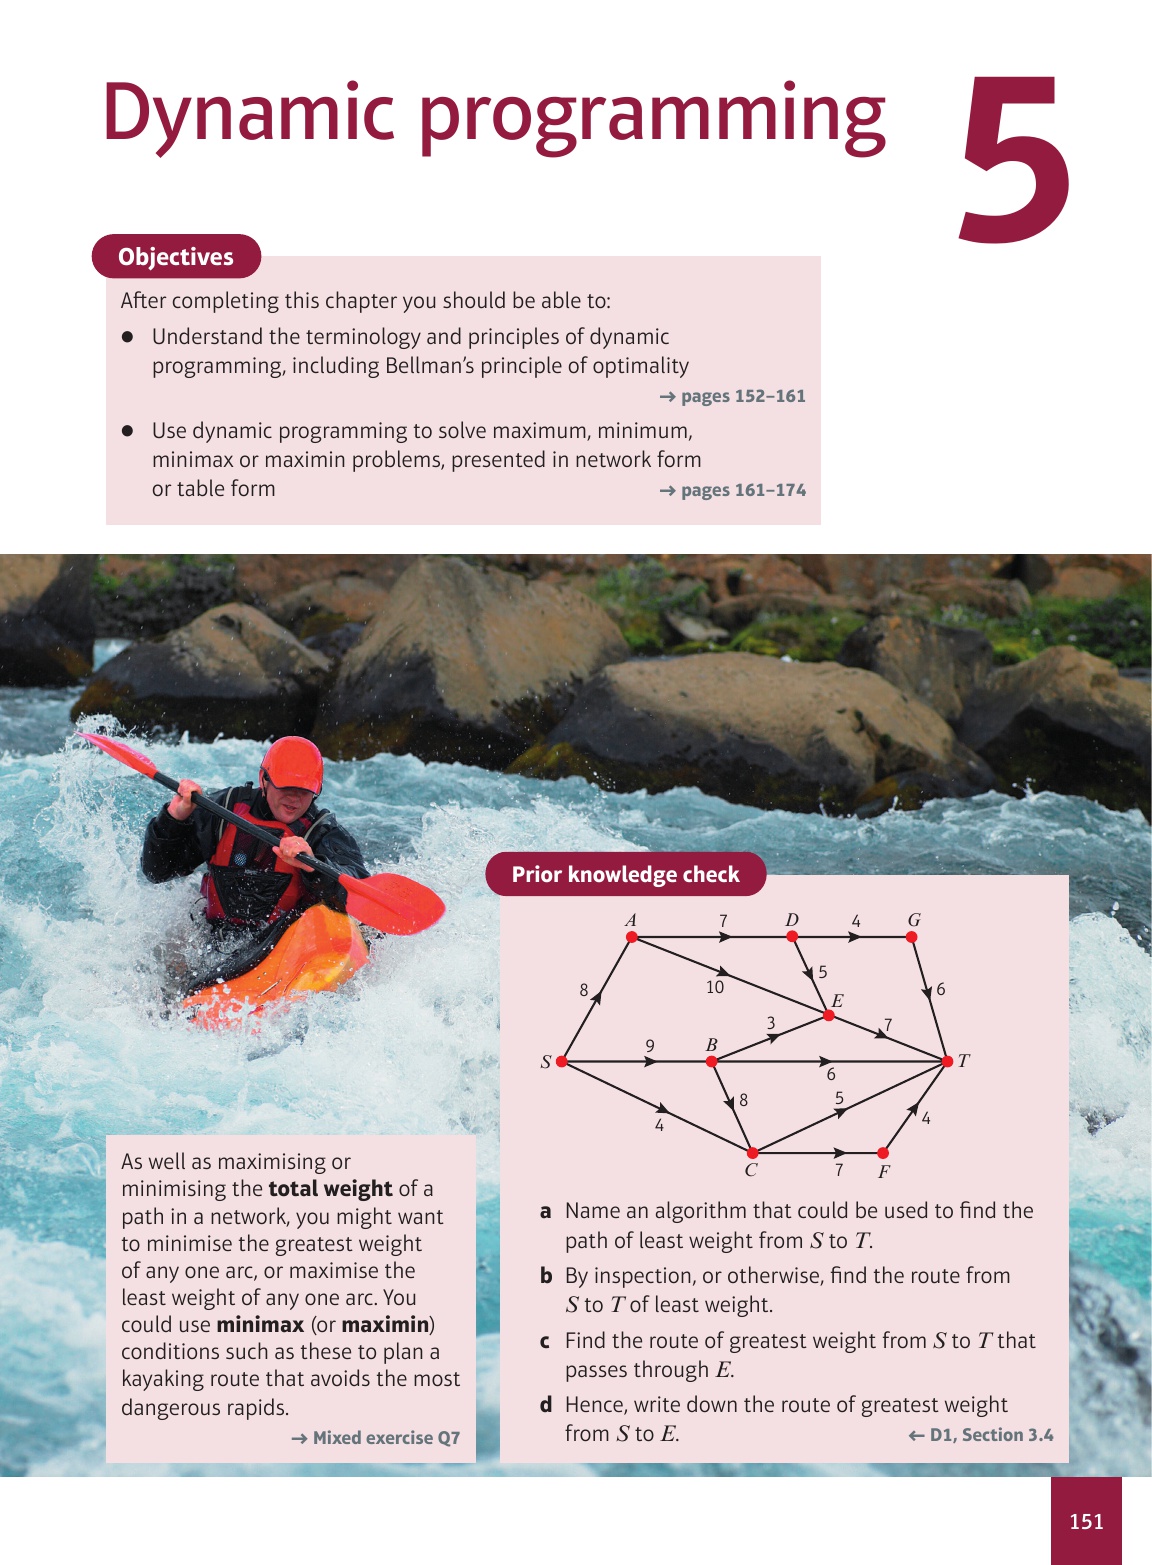 Dynamic programming
5
Objectives
After completing this chapter you should be able to:
● Understand the terminology and principles of dynamic
programming, including Bellman's principle of optimality
→ pages 152–161
● Use dynamic programming to solve maximum, minimum,
minimax or maximin problems, presented in network form
or table form → pages 161–174
As well as maximising or
minimising the total weight of a
path in a network, you might want
to minimise the greatest weight
of any one arc, or maximise the
least weight of any one arc. You
could use minimax (or maximin)
conditions such as these to plan a
kayaking route that avoids the most
dangerous rapids.
→ Mixed exercise Q7
Prior knowledge check
A 7 D 4 G
8 10 5 6
E
3 7
S 9 B T
6
8 5
4 4
C 7 F
a Name an algorithm that could be used to find the
path of least weight from S to T.
b By inspection, or otherwise, find the route from
S to T of least weight.
c Find the route of greatest weight from S to T that
passes through E.
d Hence, write down the route of greatest weight
from S to E. ← D1, Section 3.4
151